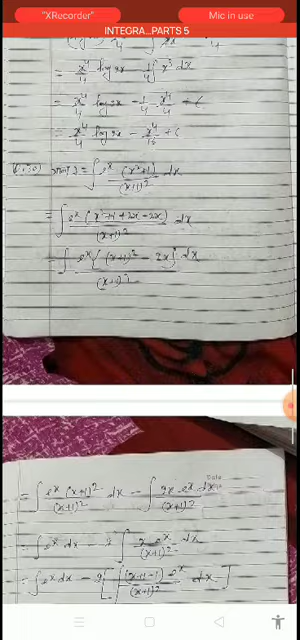 "XRecorder"
Mic in use
INTEGRA...PARTS 5
= x⁴/4 log 2x - 1/4 ∫ x³ dx
= x⁴/4 log 2x - 1/4 x⁴/4 + C
= x⁴/4 log 2x - x⁴/16 + C
= ∫ eˣ (x²+1)/(x+1)² dx
= ∫ eˣ (x²+1+2x-2x)/(x+1)² dx
= ∫ eˣ [(x+1)² - 2x]/(x+1)² dx
= ∫ eˣ (x+1)²/(x+1)² dx - ∫ 2x·eˣ dx/(x+1)²
= ∫ eˣ dx - 2 ∫ x eˣ/(x+1)² dx
= ∫ eˣ dx - 2[∫ (x+1-1) eˣ/(x+1)² dx]